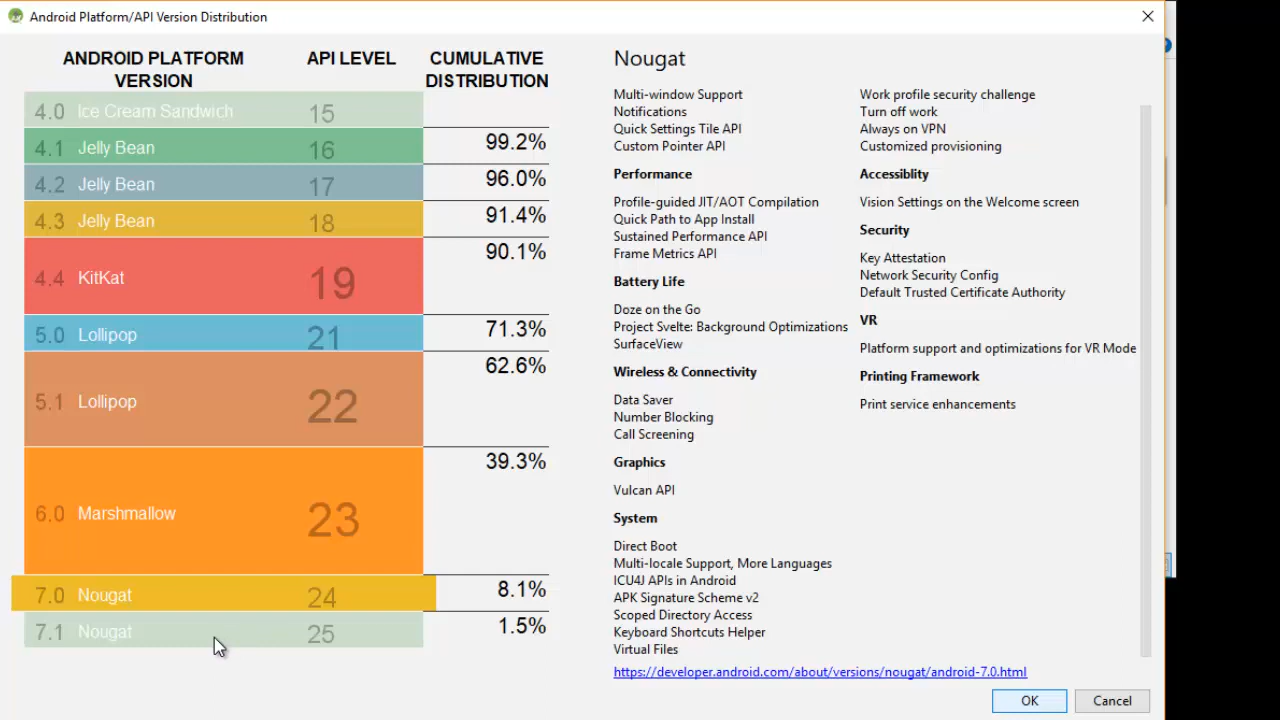 Android Platform/API Version Distribution
ANDROID PLATFORM
VERSION
API LEVEL
CUMULATIVE
DISTRIBUTION
4.0 Ice Cream Sandwich 15
4.1 Jelly Bean 16 99.2%
4.2 Jelly Bean 17 96.0%
4.3 Jelly Bean 18 91.4%
90.1%
4.4 KitKat 19
5.0 Lollipop 21 71.3%
62.6%
5.1 Lollipop 22
39.3%
6.0 Marshmallow 23
7.0 Nougat 24 8.1%
7.1 Nougat 25 1.5%
Nougat
Multi-window Support
Notifications
Quick Settings Tile API
Custom Pointer API
Performance
Profile-guided JIT/AOT Compilation
Quick Path to App Install
Sustained Performance API
Frame Metrics API
Battery Life
Doze on the Go
Project Svelte: Background Optimizations
SurfaceView
Wireless & Connectivity
Data Saver
Number Blocking
Call Screening
Graphics
Vulcan API
System
Direct Boot
Multi-locale Support, More Languages
ICU4J APIs in Android
APK Signature Scheme v2
Scoped Directory Access
Keyboard Shortcuts Helper
Virtual Files
Work profile security challenge
Turn off work
Always on VPN
Customized provisioning
Accessiblity
Vision Settings on the Welcome screen
Security
Key Attestation
Network Security Config
Default Trusted Certificate Authority
VR
Platform support and optimizations for VR Mode
Printing Framework
Print service enhancements
https://developer.android.com/about/versions/nougat/android-7.0.html
OK
Cancel